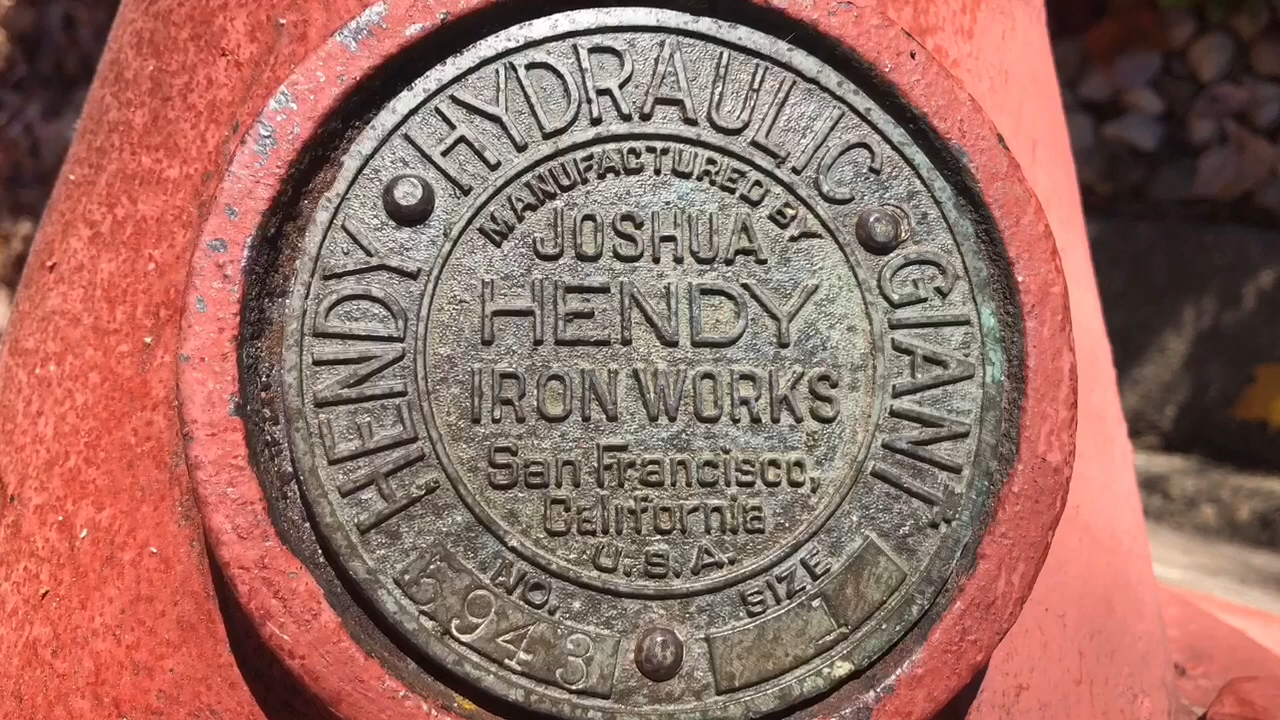 HENDY HYDRAULIC GIANT
MANUFACTURED BY
JOSHUA
HENDY
IRON WORKS
San Francisco,
California
U.S.A.
NO. 5943
SIZE 1